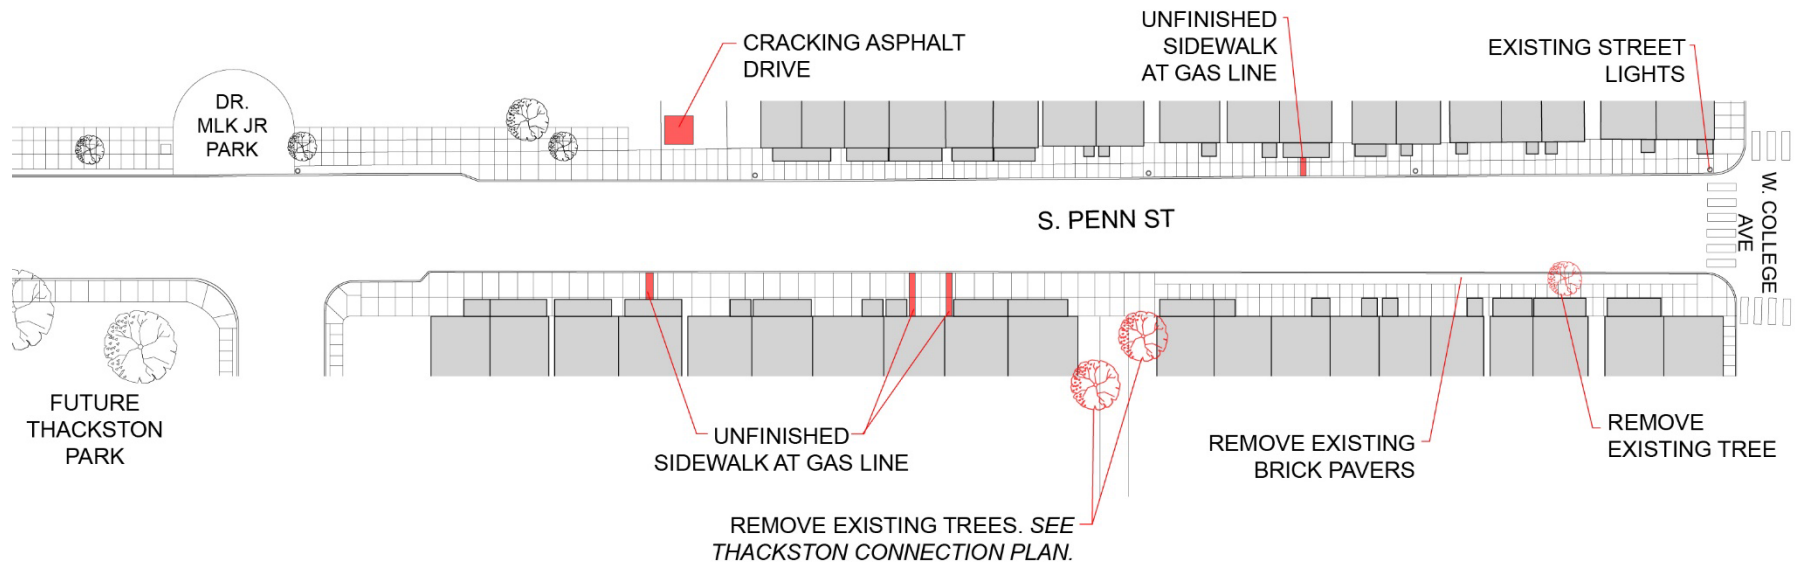 CRACKING ASPHALT
DRIVE
UNFINISHED
SIDEWALK
AT GAS LINE
EXISTING STREET
LIGHTS
DR.
MLK JR
PARK
S. PENN ST
W. COLLEGE
AVE
FUTURE
THACKSTON
PARK
UNFINISHED
SIDEWALK AT GAS LINE
REMOVE EXISTING TREES. SEE
THACKSTON CONNECTION PLAN.
REMOVE EXISTING
BRICK PAVERS
REMOVE
EXISTING TREE